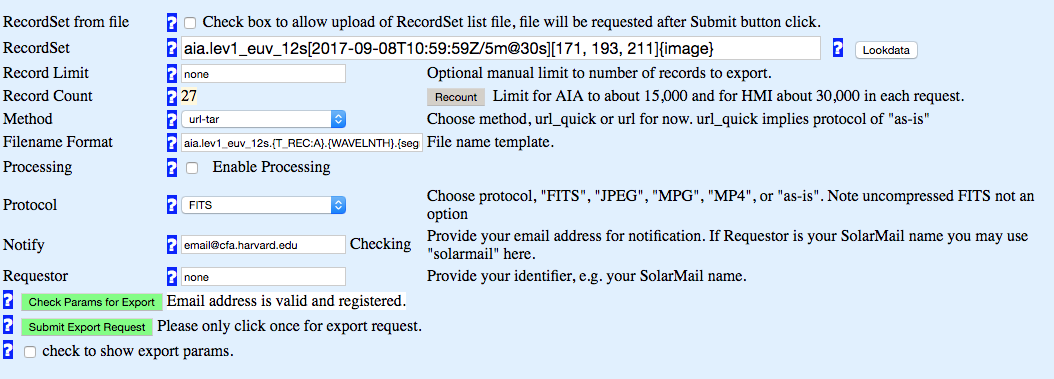 RecordSet from file ? Check box to allow upload of RecordSet list file, file will be requested after Submit button click.
RecordSet ? aia.lev1_euv_12s[2017-09-08T10:59:59Z/5m@30s][171, 193, 211]{image} ? Lookdata
Record Limit ? none Optional manual limit to number of records to export.
Record Count ? 27 Recount Limit for AIA to about 15,000 and for HMI about 30,000 in each request.
Method ? url-tar Choose method, url_quick or url for now. url_quick implies protocol of "as-is"
Filename Format ? aia.lev1_euv_12s.{T_REC:A}.{WAVELNTH}.{seg File name template.
Processing ? Enable Processing
Protocol ? FITS Choose protocol, "FITS", "JPEG", "MPG", "MP4", or "as-is". Note uncompressed FITS not an
option
Notify ? email@cfa.harvard.edu Checking Provide your email address for notification. If Requestor is your SolarMail name you may use
"solarmail" here.
Requestor ? none Provide your identifier, e.g. your SolarMail name.
? Check Params for Export Email address is valid and registered.
? Submit Export Request Please only click once for export request.
? check to show export params.